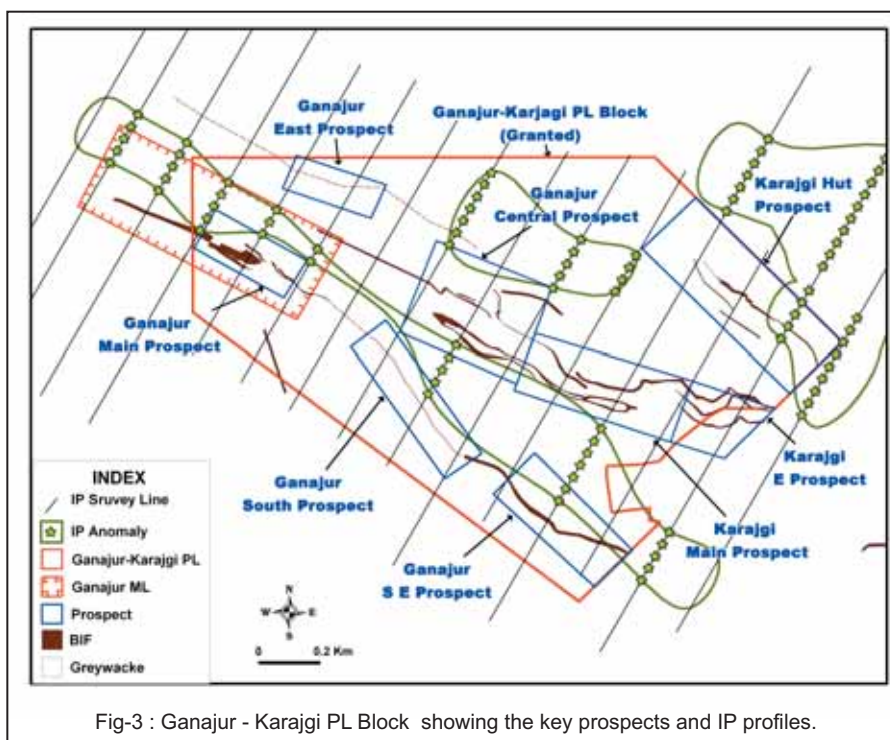 Ganajur
East Prospect
Ganajur-Karjagi PL Block
(Granted)
Ganajur
Central Prospect
Karajgi Hut
Prospect
Ganajur
Main Prospect
Ganajur
South Prospect
Ganajur
S E Prospect
Karajgi
E Prospect
Karajgi
Main Prospect
INDEX
IP Sruvey Line
IP Anomaly
Ganajur-Karjgi PL
Ganajur ML
Prospect
BIF
Greywacke
N
W E
S
0 0.2 Km
Fig-3 : Ganajur - Karajgi PL Block showing the key prospects and IP profiles.